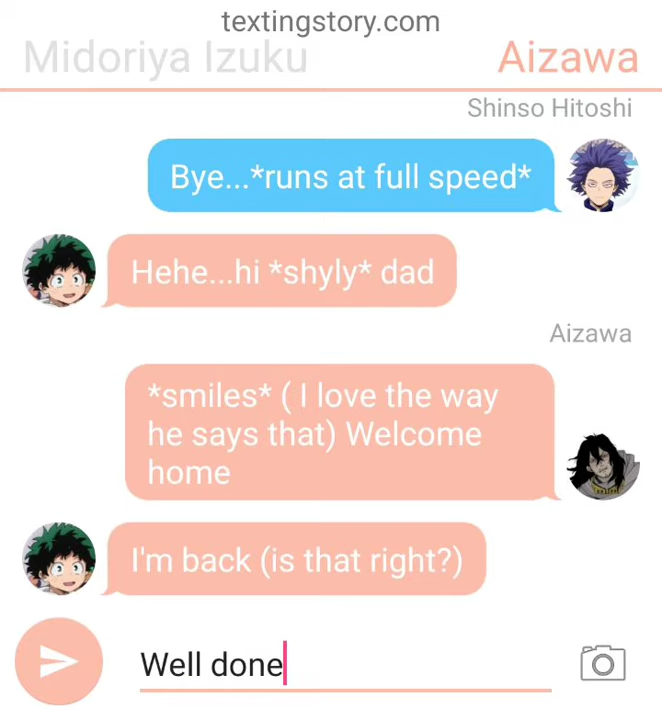 textingstory.com
Midoriya Izuku
Aizawa
Shinso Hitoshi
Bye...*runs at full speed*
Hehe...hi *shyly* dad
Aizawa
*smiles* ( I love the way
he says that) Welcome
home
I'm back (is that right?)
Well done